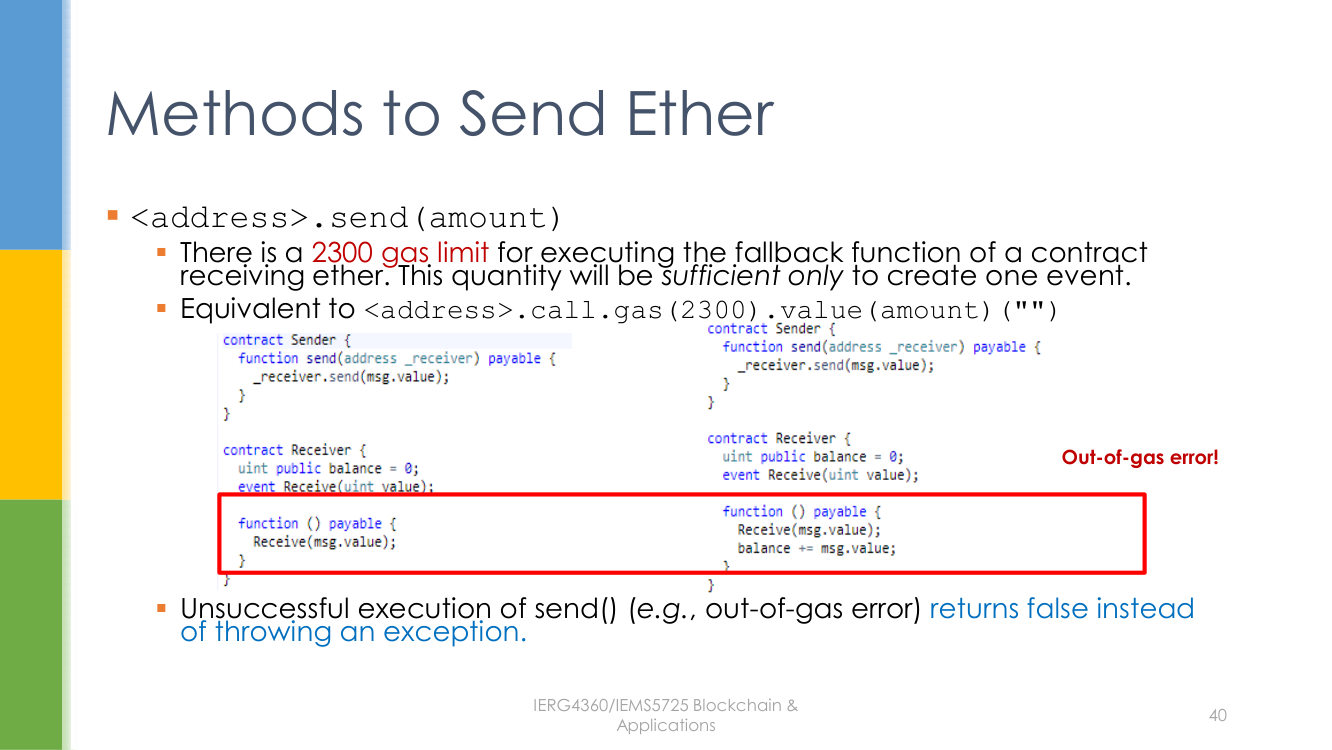 Methods to Send Ether
<address>.send(amount)
There is a 2300 gas limit for executing the fallback function of a contract
receiving ether. This quantity will be sufficient only to create one event.
Equivalent to <address>.call.gas(2300).value(amount)("")
contract Sender {
function send(address _receiver) payable {
_receiver.send(msg.value);
}
}
contract Receiver {
uint public balance = 0;
event Receive(uint value);
function () payable {
Receive(msg.value);
}
}
contract Sender {
function send(address _receiver) payable {
_receiver.send(msg.value);
}
}
contract Receiver {
uint public balance = 0;
event Receive(uint value);
function () payable {
Receive(msg.value);
balance += msg.value;
}
}
Out-of-gas error!
Unsuccessful execution of send() (e.g., out-of-gas error) returns false instead
of throwing an exception.
IERG4360/IEMS5725 Blockchain &
Applications
40